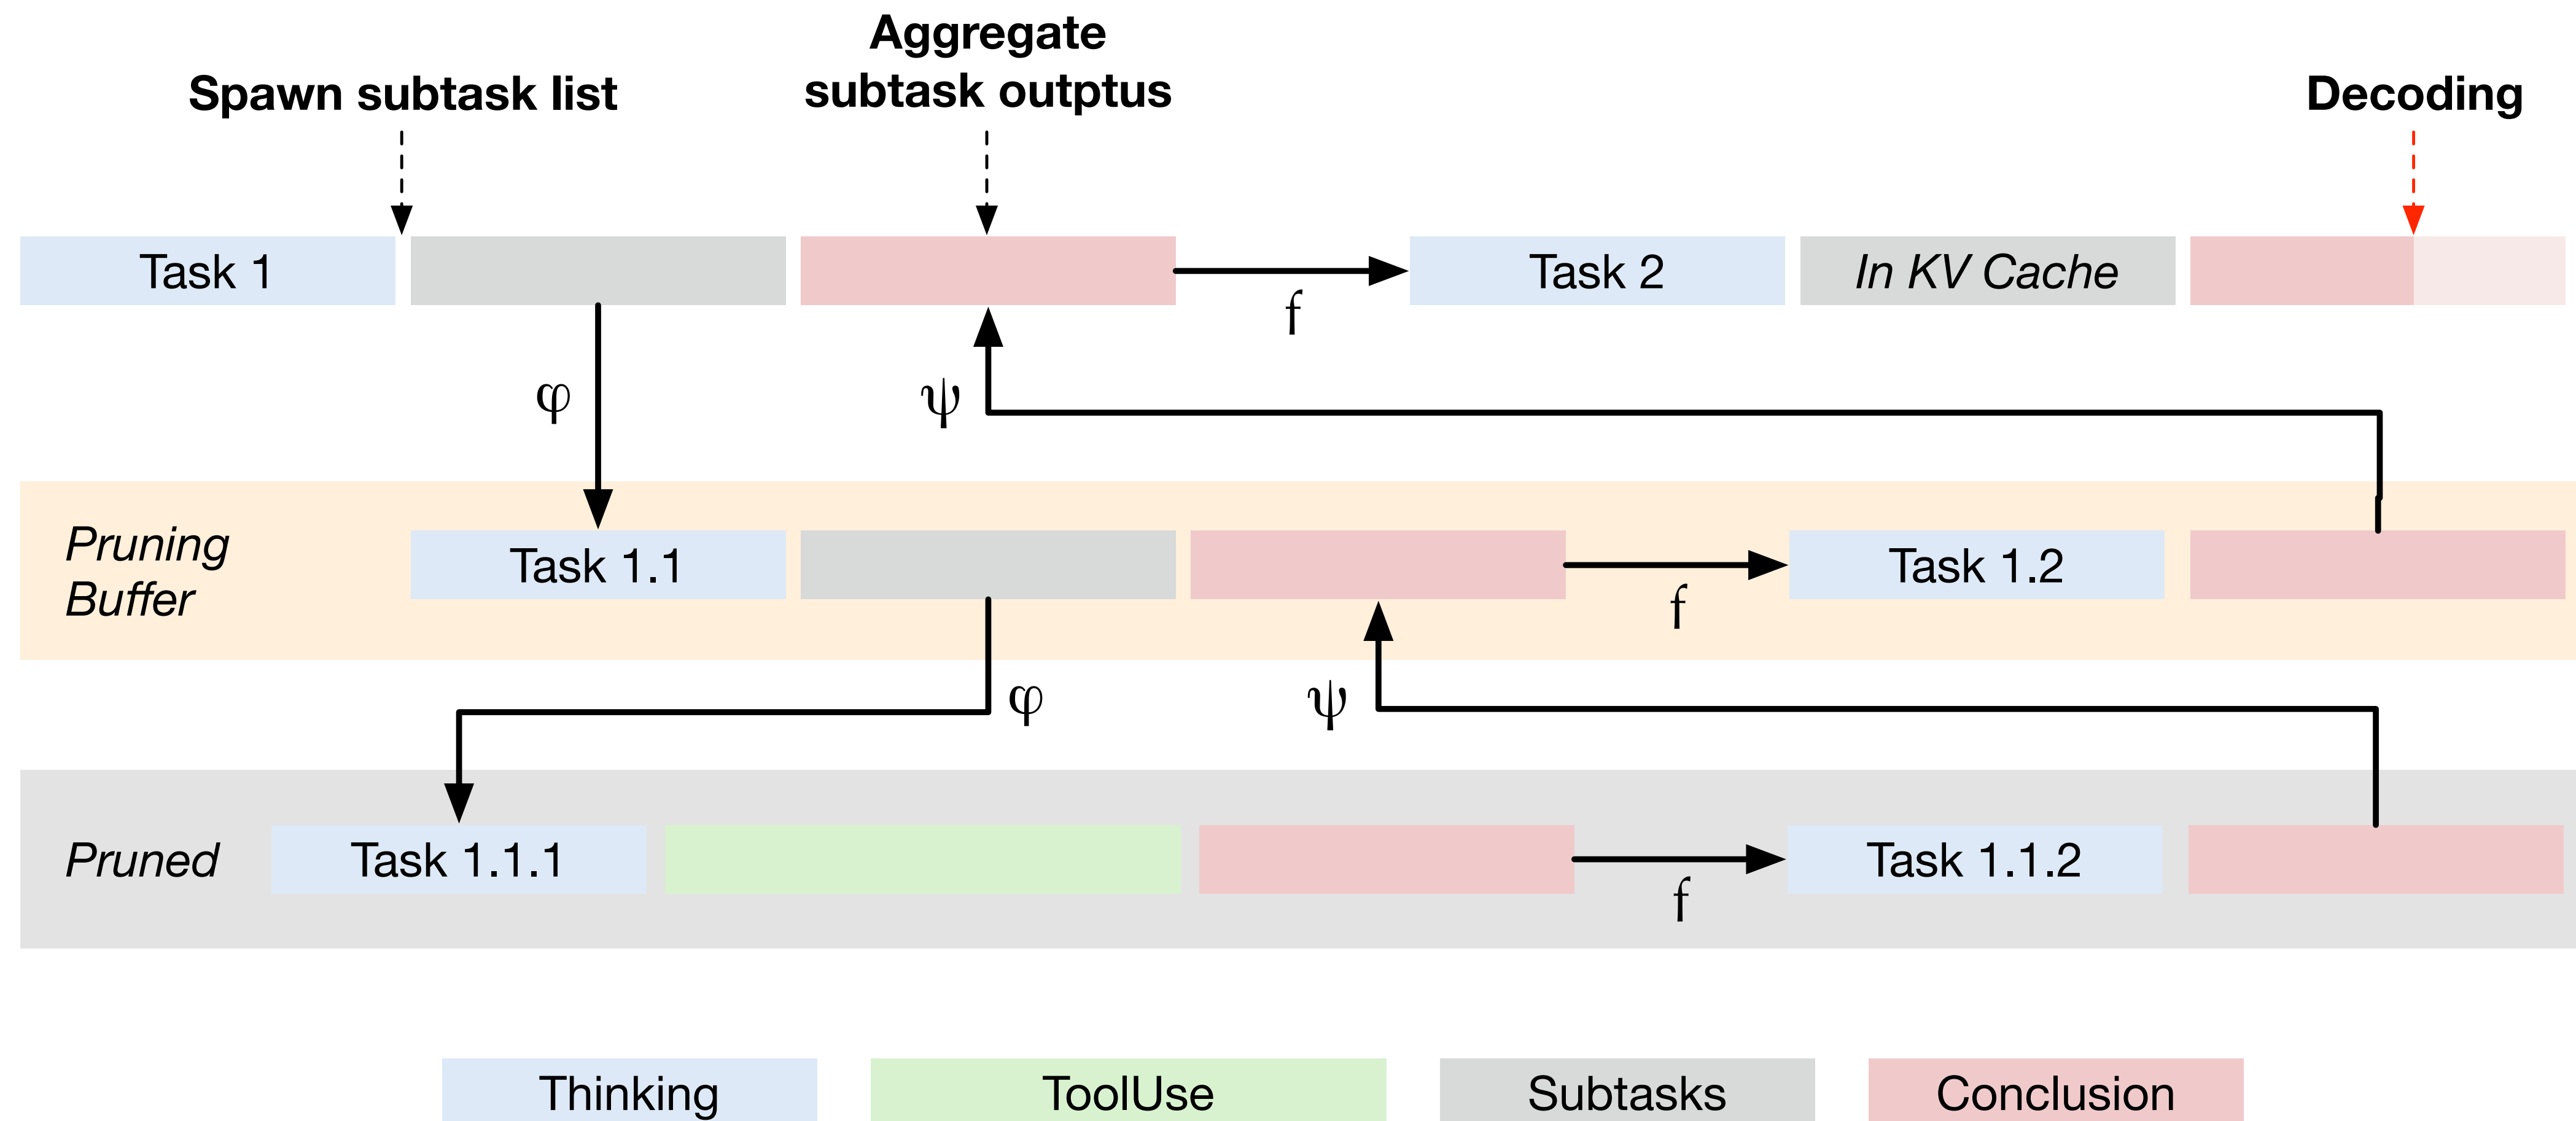 Aggregate
Spawn subtask list
subtask outptus
Decoding
Task 1
Task 2
In KV Cache
f
φ
ψ
Pruning
Buffer
Task 1.1
Task 1.2
f
φ
ψ
Pruned
Task 1.1.1
Task 1.1.2
f
Thinking
ToolUse
Subtasks
Conclusion